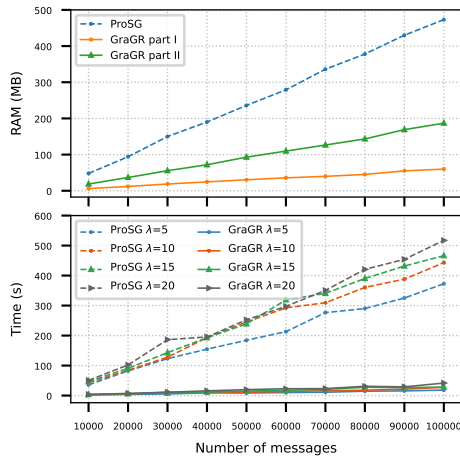 500
400
300
200
100
0
RAM (MB)
ProSG
GraGR part I
GraGR part II
600
500
400
300
200
100
0
Time (s)
ProSG λ=5
ProSG λ=10
ProSG λ=15
ProSG λ=20
GraGR λ=5
GraGR λ=10
GraGR λ=15
GraGR λ=20
10000 20000 30000 40000 50000 60000 70000 80000 90000 100000
Number of messages